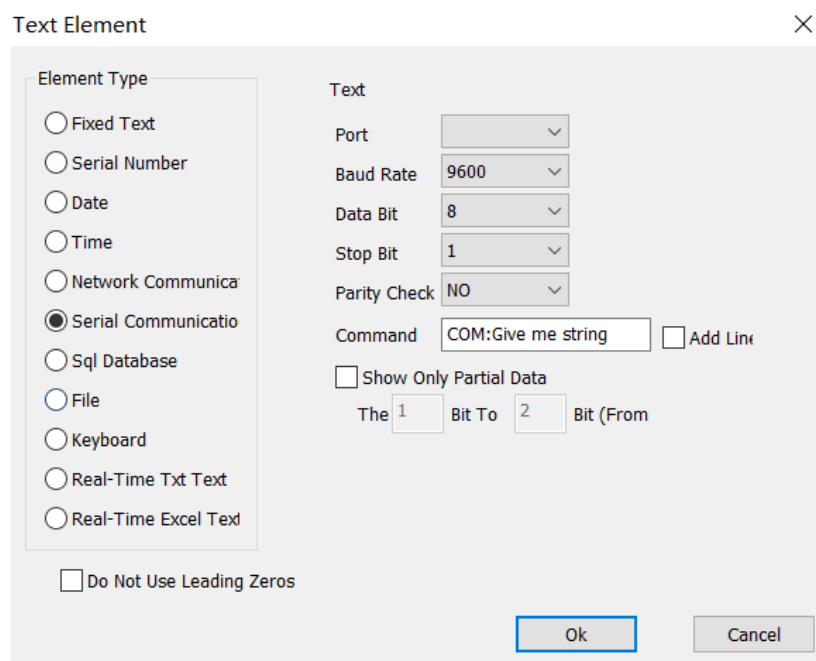 Text Element
Element Type
Fixed Text
Serial Number
Date
Time
Network Communica
Serial Communicatio
Sql Database
File
Keyboard
Real-Time Txt Text
Real-Time Excel Text
Do Not Use Leading Zeros
Text
Port
Baud Rate 9600
Data Bit 8
Stop Bit 1
Parity Check NO
Command COM:Give me string Add Line
Show Only Partial Data
The 1 Bit To 2 Bit (From
Ok Cancel